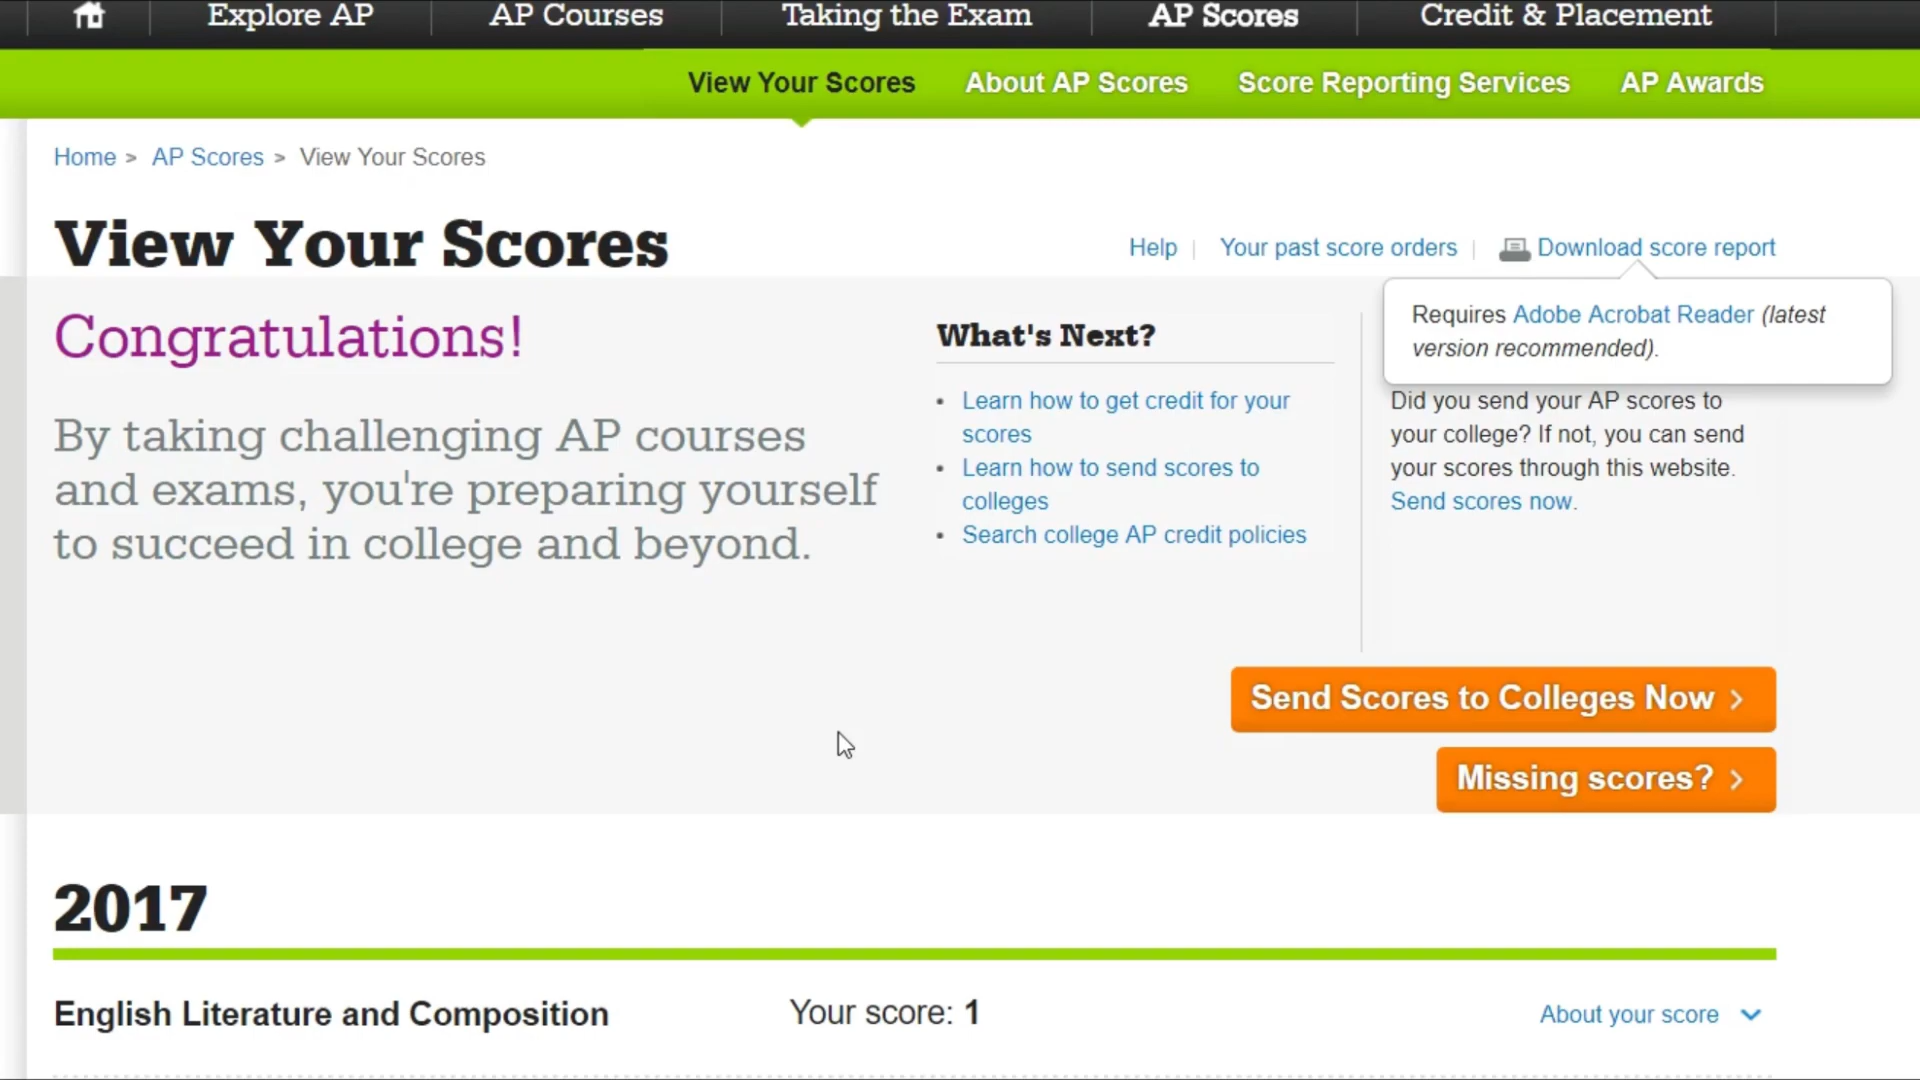 Explore AP
AP Courses
Taking the Exam
AP Scores
Credit & Placement
View Your Scores
About AP Scores
Score Reporting Services
AP Awards
Home > AP Scores > View Your Scores
View Your Scores
Help | Your past score orders | Download score report
Requires Adobe Acrobat Reader (latest
version recommended).
Congratulations!
By taking challenging AP courses
and exams, you're preparing yourself
to succeed in college and beyond.
What's Next?
• Learn how to get credit for your
scores
• Learn how to send scores to
colleges
• Search college AP credit policies
Did you send your AP scores to
your college? If not, you can send
your scores through this website.
Send scores now.
Send Scores to Colleges Now >
Missing scores? >
2017
English Literature and Composition
Your score: 1
About your score